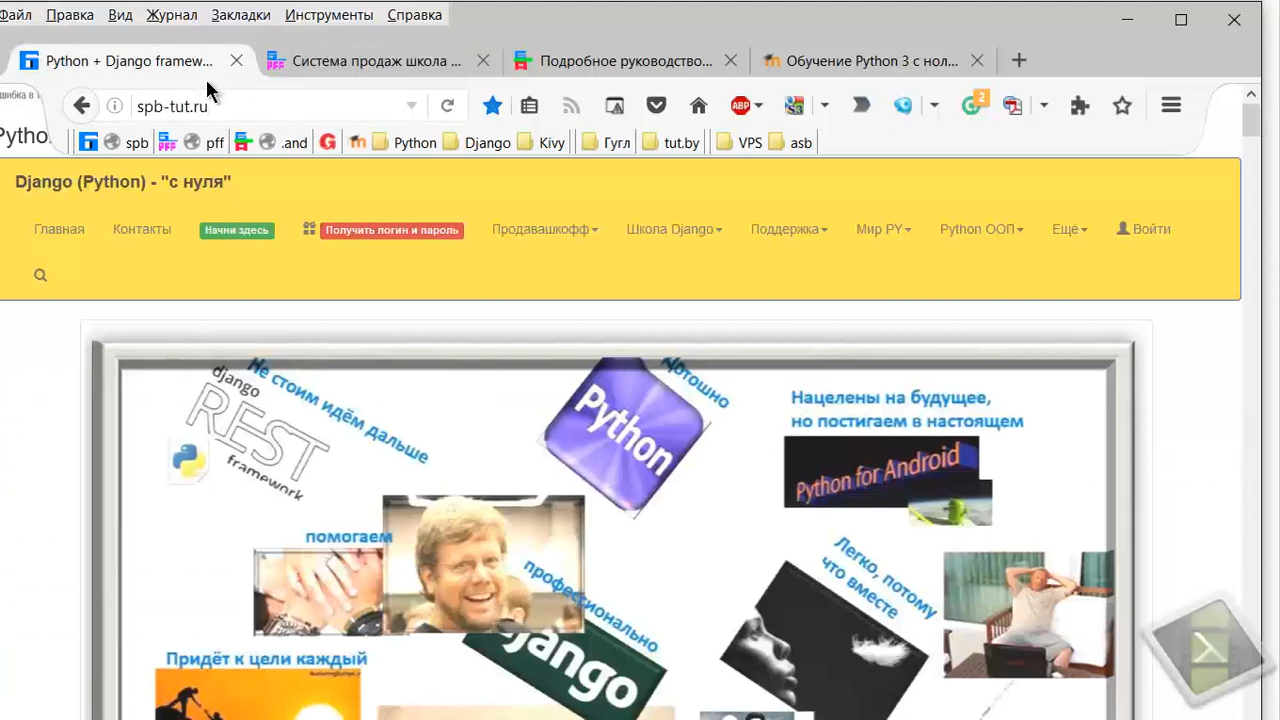 Файл Правка Вид Журнал Закладки Инструменты Справка
Python + Django framew...
Система продаж школа ...
Подробное руководство...
Обучение Python 3 с нол...
spb-tut.ru
ABP
2
spb pff .and Python Django Kivy Гугл tut.by VPS asb
Django (Python) - "с нуля"
Главная Контакты Начни здесь Получить логин и пароль Продавашкофф Школа Django Поддержка Мир PY Python ООП Ещё Войти
Не стоим идём дальше
django
REST
framework
Python
Дотошно
Нацелены на будущее,
но постигаем в настоящем
Python for Android
помогаем
профессионально
Легко, потому
что вместе
django
Придёт к цели каждый